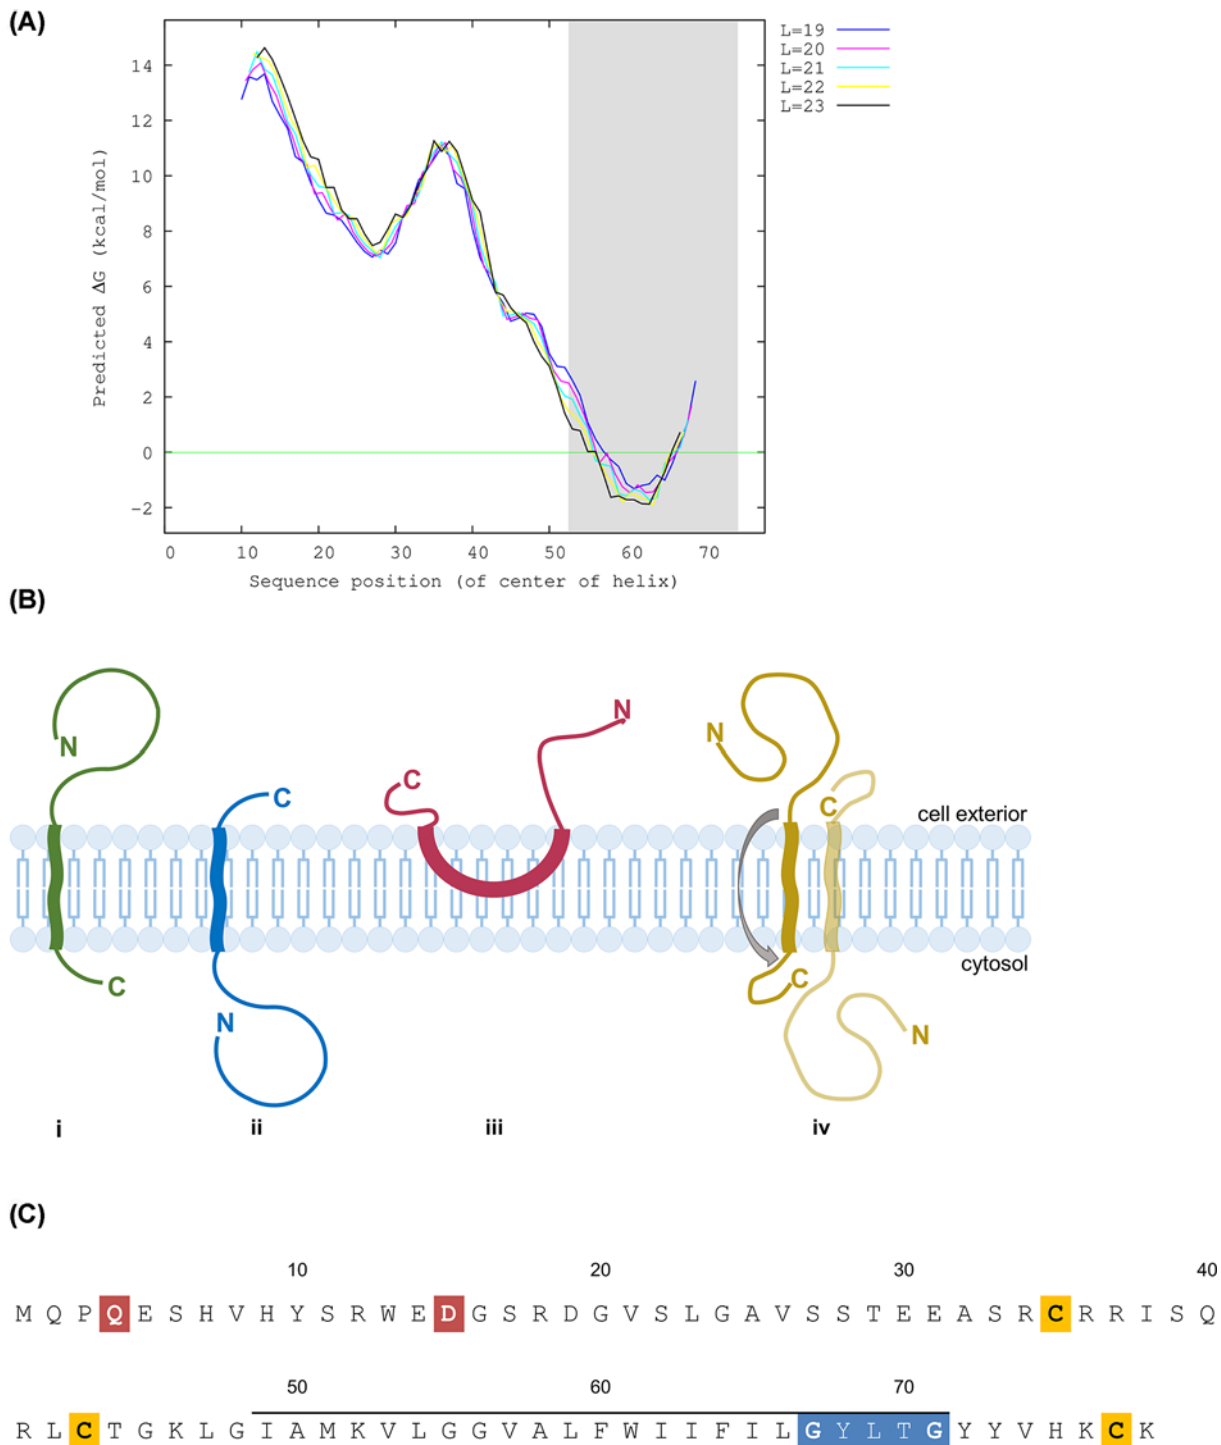 (A)
L=19
L=20
L=21
L=22
L=23
Predicted ΔG (kcal/mol)
14
12
10
8
6
4
2
0
-2
0 10 20 30 40 50 60 70
Sequence position (of center of helix)
(B)
N
C
C
N
C
N
N
C
cell exterior
cytosol
C
N
i ii iii iv
(C)
10 20 30 40
M Q P Q E S H V H Y S R W E D G S R D G V S L G A V S S T E E A S R C R R I S Q
50 60 70
R L C T G K L G I A M K V L G G V A L F W I I F I L G Y L T G Y Y V H K C K